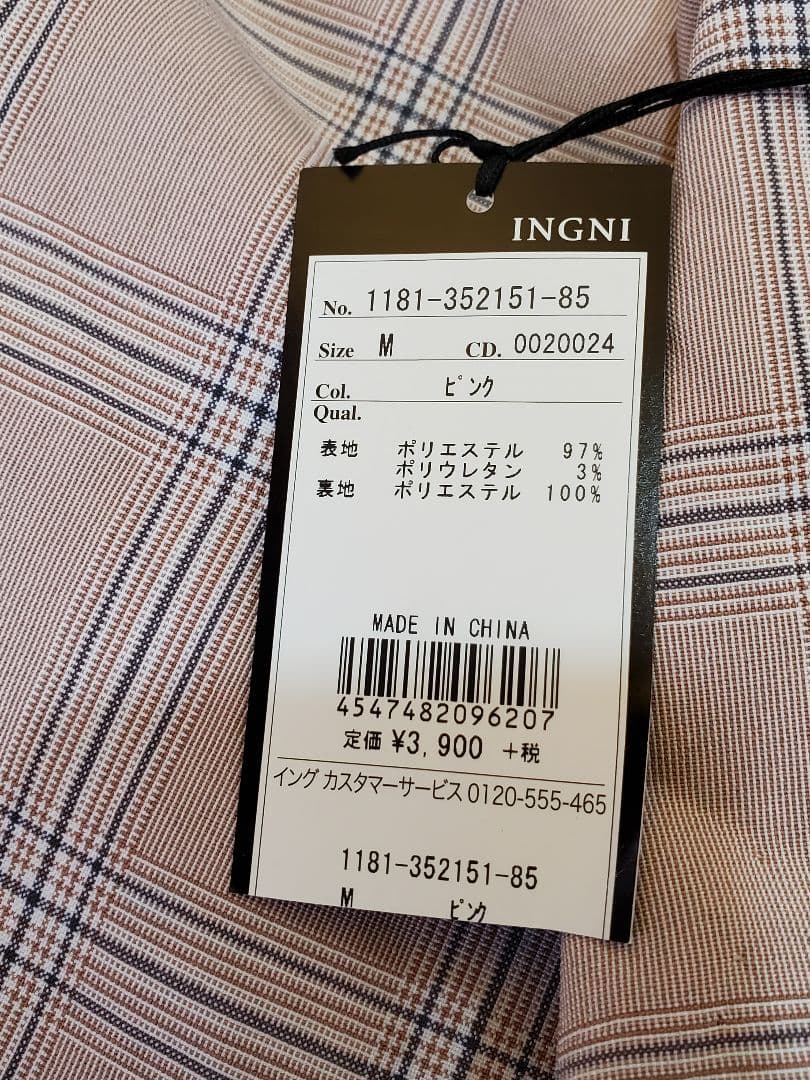 INGNI
No. 1181-352151-85
Size M CD. 0020024
Col. ピンク
Qual.
表地 ポリエステル 97%
ポリウレタン 3%
裏地 ポリエステル 100%
MADE IN CHINA
4547482096207
定価 ¥3,900 +税
イング カスタマーサービス 0120-555-465
1181-352151-85
M ピンク